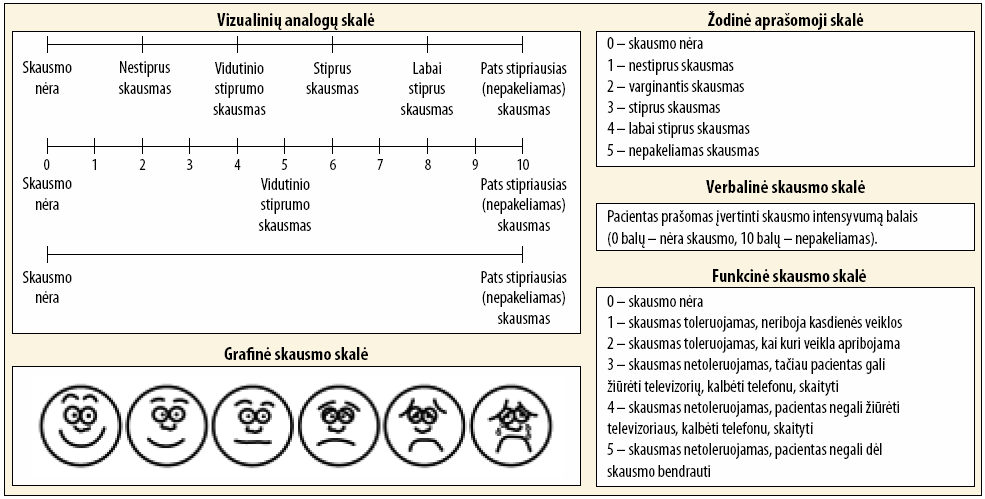 Vizualinių analogų skalė
Skausmo nėra
Nestiprus skausmas
Vidutinio stiprumo skausmas
Stiprus skausmas
Labai stiprus skausmas
Pats stipriausias (nepakeliamas) skausmas
0 1 2 3 4 5 6 7 8 9 10
Skausmo nėra
Vidutinio stiprumo skausmas
Pats stipriausias (nepakeliamas) skausmas
Skausmo nėra
Pats stipriausias (nepakeliamas) skausmas
Grafinė skausmo skalė
Žodinė aprašomoji skalė
0 – skausmo nėra
1 – nestiprus skausmas
2 – varginantis skausmas
3 – stiprus skausmas
4 – labai stiprus skausmas
5 – nepakeliamas skausmas
Verbalinė skausmo skalė
Pacientas prašomas įvertinti skausmo intensyvumą balais
(0 balų – nėra skausmo, 10 balų – nepakeliamas).
Funkcinė skausmo skalė
0 – skausmo nėra
1 – skausmas toleruojamas, neriboja kasdienės veiklos
2 – skausmas toleruojamas, kai kuri veikla apribojama
3 – skausmas netoleruojamas, tačiau pacientas gali
žiūrėti televizorių, kalbėti telefonu, skaityti
4 – skausmas netoleruojamas, pacientas negali žiūrėti
televizoriaus, kalbėti telefonu, skaityti
5 – skausmas netoleruojamas, pacientas negali dėl
skausmo bendrauti